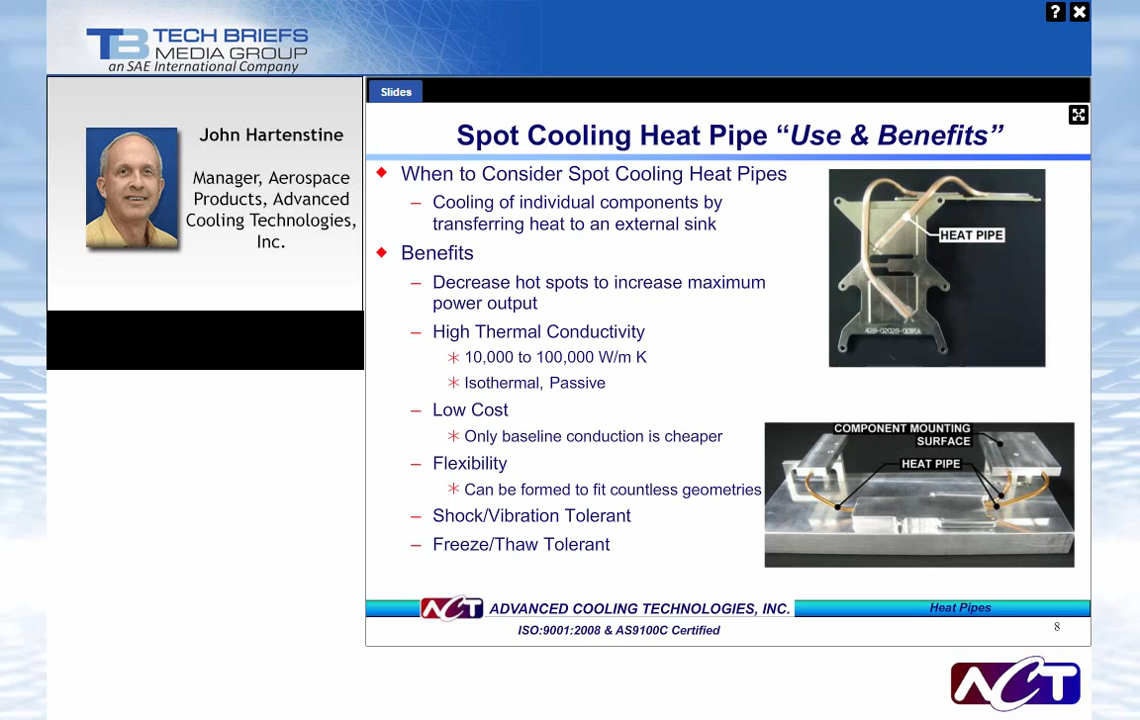 ? ✖
TB TECH BRIEFS
MEDIA GROUP
an SAE International Company
John Hartenstine
Manager, Aerospace
Products, Advanced
Cooling Technologies,
Inc.
Slides
Spot Cooling Heat Pipe “Use & Benefits”
When to Consider Spot Cooling Heat Pipes
– Cooling of individual components by
transferring heat to an external sink
Benefits
– Decrease hot spots to increase maximum
power output
– High Thermal Conductivity
10,000 to 100,000 W/m K
Isothermal, Passive
– Low Cost
Only baseline conduction is cheaper
– Flexibility
Can be formed to fit countless geometries
– Shock/Vibration Tolerant
– Freeze/Thaw Tolerant
HEAT PIPE
COMPONENT MOUNTING
SURFACE
HEAT PIPE
ACT ADVANCED COOLING TECHNOLOGIES, INC.
Heat Pipes
ISO:9001:2008 & AS9100C Certified
8
ACT